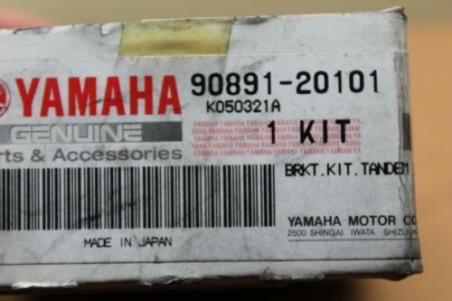 YAMAHA 90891-20101
K050321A
GENUINE 1 KIT
rts & Accessories
BRKT.KIT.TANDEM
YAMAHA MOTOR CO
MADE IN JAPAN 2500 SHINGAI IWATA SHIZU